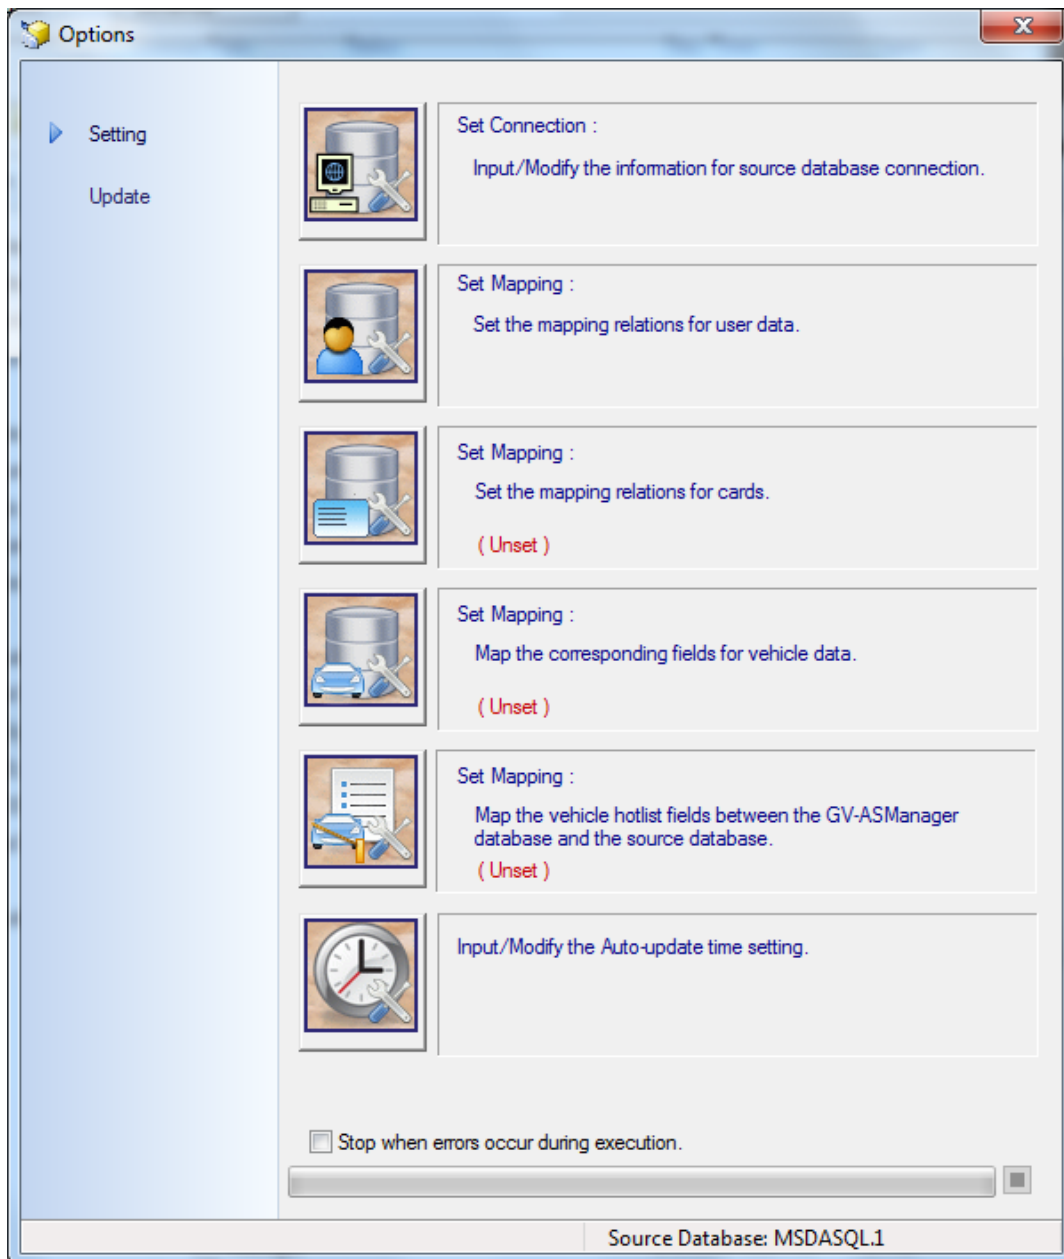 Options
Setting
Update
Set Connection :
Input/Modify the information for source database connection.
Set Mapping :
Set the mapping relations for user data.
Set Mapping :
Set the mapping relations for cards.
( Unset )
Set Mapping :
Map the corresponding fields for vehicle data.
( Unset )
Set Mapping :
Map the vehicle hotlist fields between the GV-ASManager
database and the source database.
( Unset )
Input/Modify the Auto-update time setting.
Stop when errors occur during execution.
Source Database: MSDASQL.1